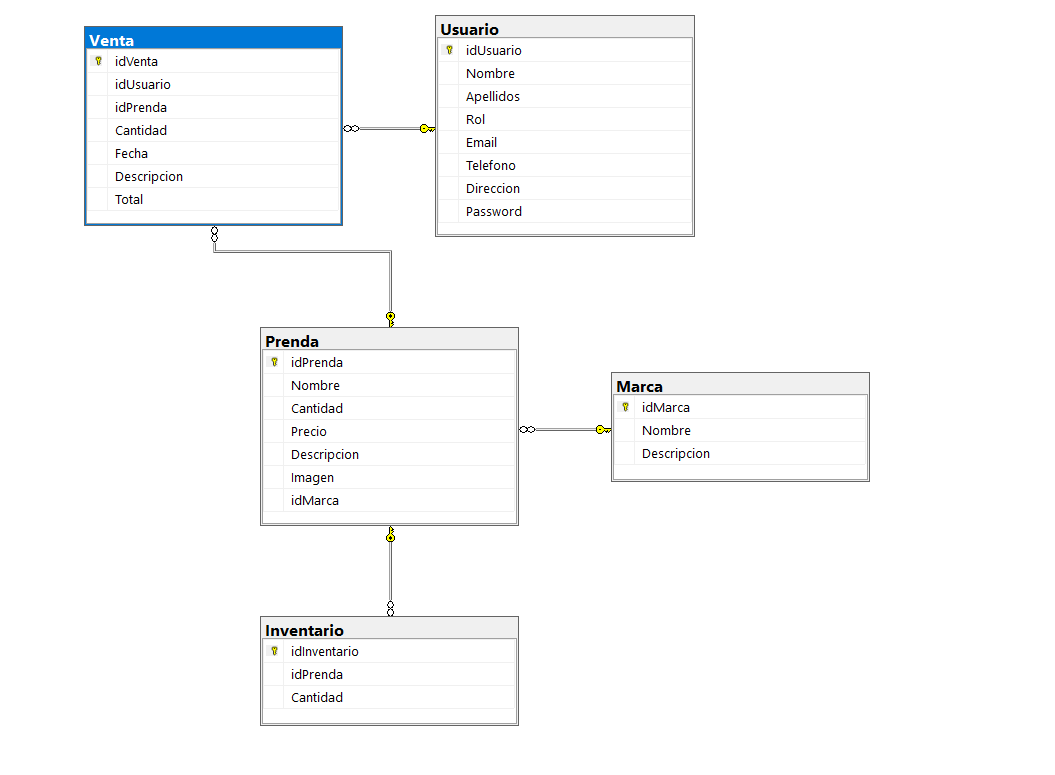 Venta
idVenta
idUsuario
idPrenda
Cantidad
Fecha
Descripcion
Total
Usuario
idUsuario
Nombre
Apellidos
Rol
Email
Telefono
Direccion
Password
Prenda
idPrenda
Nombre
Cantidad
Precio
Descripcion
Imagen
idMarca
Marca
idMarca
Nombre
Descripcion
Inventario
idInventario
idPrenda
Cantidad